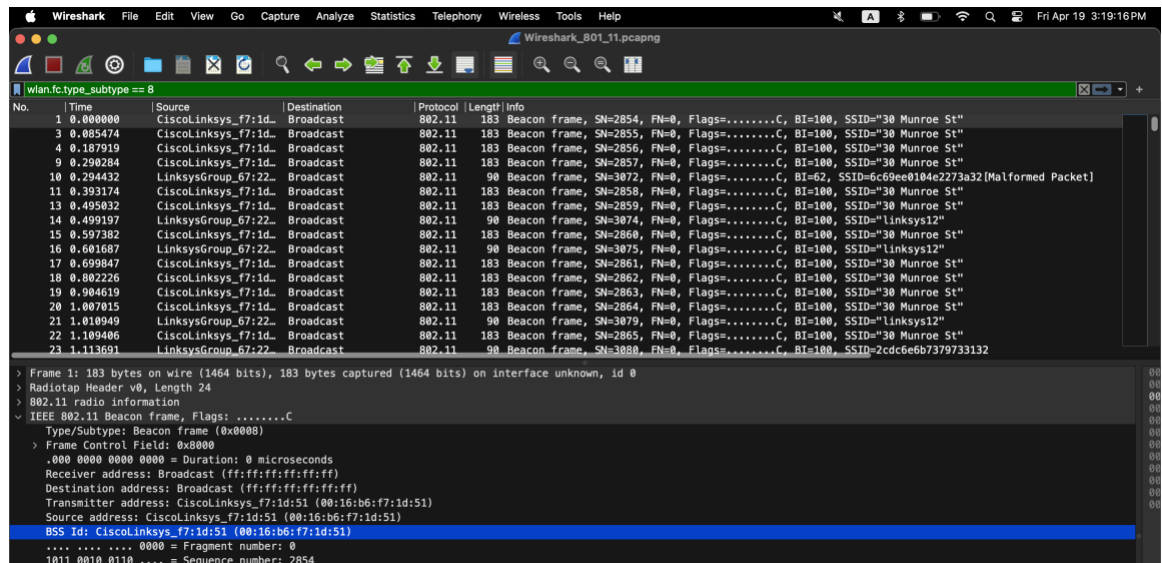 Wireshark File Edit View Go Capture Analyze Statistics Telephony Wireless Tools Help A Fri Apr 19 3:19:16 PM
Wireshark_801_11.pcapng
wlan.fc.type_subtype == 8
No. Time Source Destination Protocol Length Info
1 0.000000 CiscoLinksys_f7:1d… Broadcast 802.11 183 Beacon frame, SN=2854, FN=0, Flags=........C, BI=100, SSID="30 Munroe St"
3 0.085474 CiscoLinksys_f7:1d… Broadcast 802.11 183 Beacon frame, SN=2855, FN=0, Flags=........C, BI=100, SSID="30 Munroe St"
4 0.187919 CiscoLinksys_f7:1d… Broadcast 802.11 183 Beacon frame, SN=2856, FN=0, Flags=........C, BI=100, SSID="30 Munroe St"
9 0.290284 CiscoLinksys_f7:1d… Broadcast 802.11 183 Beacon frame, SN=2857, FN=0, Flags=........C, BI=100, SSID="30 Munroe St"
10 0.294432 LinksysGroup_67:22… Broadcast 802.11 90 Beacon frame, SN=3072, FN=0, Flags=........C, BI=62, SSID=6c69ee0104e2273a32[Malformed Packet]
11 0.393174 CiscoLinksys_f7:1d… Broadcast 802.11 183 Beacon frame, SN=2858, FN=0, Flags=........C, BI=100, SSID="30 Munroe St"
13 0.495032 CiscoLinksys_f7:1d… Broadcast 802.11 183 Beacon frame, SN=2859, FN=0, Flags=........C, BI=100, SSID="30 Munroe St"
14 0.499197 LinksysGroup_67:22… Broadcast 802.11 90 Beacon frame, SN=3074, FN=0, Flags=........C, BI=100, SSID="linksys12"
15 0.597382 CiscoLinksys_f7:1d… Broadcast 802.11 183 Beacon frame, SN=2860, FN=0, Flags=........C, BI=100, SSID="30 Munroe St"
16 0.601687 LinksysGroup_67:22… Broadcast 802.11 90 Beacon frame, SN=3075, FN=0, Flags=........C, BI=100, SSID="linksys12"
17 0.699847 CiscoLinksys_f7:1d… Broadcast 802.11 183 Beacon frame, SN=2861, FN=0, Flags=........C, BI=100, SSID="30 Munroe St"
18 0.802226 CiscoLinksys_f7:1d… Broadcast 802.11 183 Beacon frame, SN=2862, FN=0, Flags=........C, BI=100, SSID="30 Munroe St"
19 0.904619 CiscoLinksys_f7:1d… Broadcast 802.11 183 Beacon frame, SN=2863, FN=0, Flags=........C, BI=100, SSID="30 Munroe St"
20 1.007015 CiscoLinksys_f7:1d… Broadcast 802.11 183 Beacon frame, SN=2864, FN=0, Flags=........C, BI=100, SSID="30 Munroe St"
21 1.010949 LinksysGroup_67:22… Broadcast 802.11 90 Beacon frame, SN=3079, FN=0, Flags=........C, BI=100, SSID="linksys12"
22 1.109406 CiscoLinksys_f7:1d… Broadcast 802.11 183 Beacon frame, SN=2865, FN=0, Flags=........C, BI=100, SSID="30 Munroe St"
23 1.113691 LinksysGroup_67:22… Broadcast 802.11 90 Beacon frame, SN=3080, FN=0, Flags=........C, BI=100, SSID=2cdc6e6b7379733132
Frame 1: 183 bytes on wire (1464 bits), 183 bytes captured (1464 bits) on interface unknown, id 0
Radiotap Header v0, Length 24
802.11 radio information
IEEE 802.11 Beacon frame, Flags: ........C
Type/Subtype: Beacon frame (0x0008)
Frame Control Field: 0x8000
.000 0000 0000 0000 = Duration: 0 microseconds
Receiver address: Broadcast (ff:ff:ff:ff:ff:ff)
Destination address: Broadcast (ff:ff:ff:ff:ff:ff)
Transmitter address: CiscoLinksys_f7:1d:51 (00:16:b6:f7:1d:51)
Source address: CiscoLinksys_f7:1d:51 (00:16:b6:f7:1d:51)
BSS Id: CiscoLinksys_f7:1d:51 (00:16:b6:f7:1d:51)
.... .... .... 0000 = Fragment number: 0
1011 0010 0110 .... = Sequence number: 2854